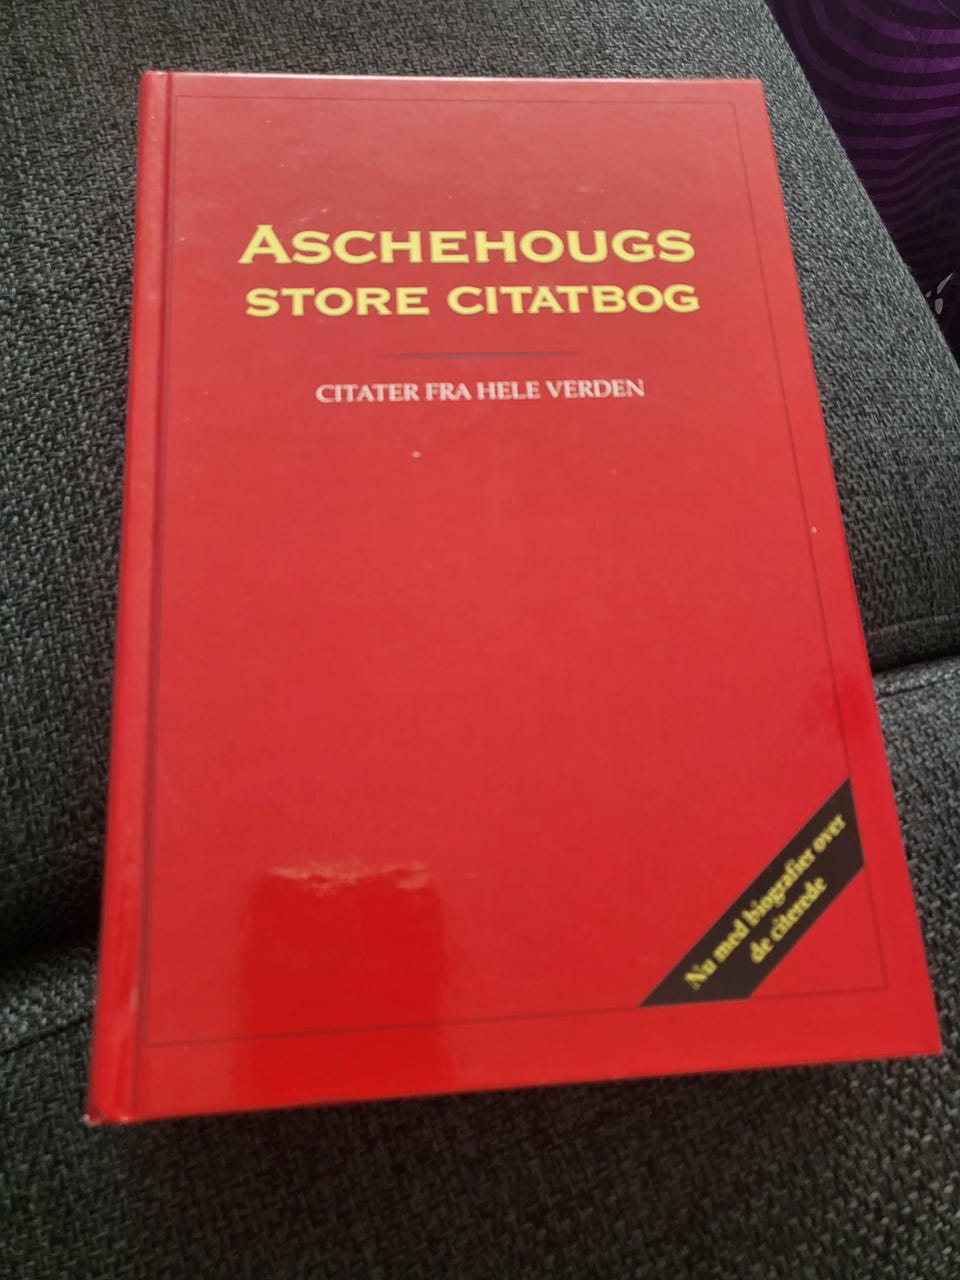 ASCHEHOUGS
STORE CITATBOG
CITATER FRA HELE VERDEN
Nu med biografier over
de citerede